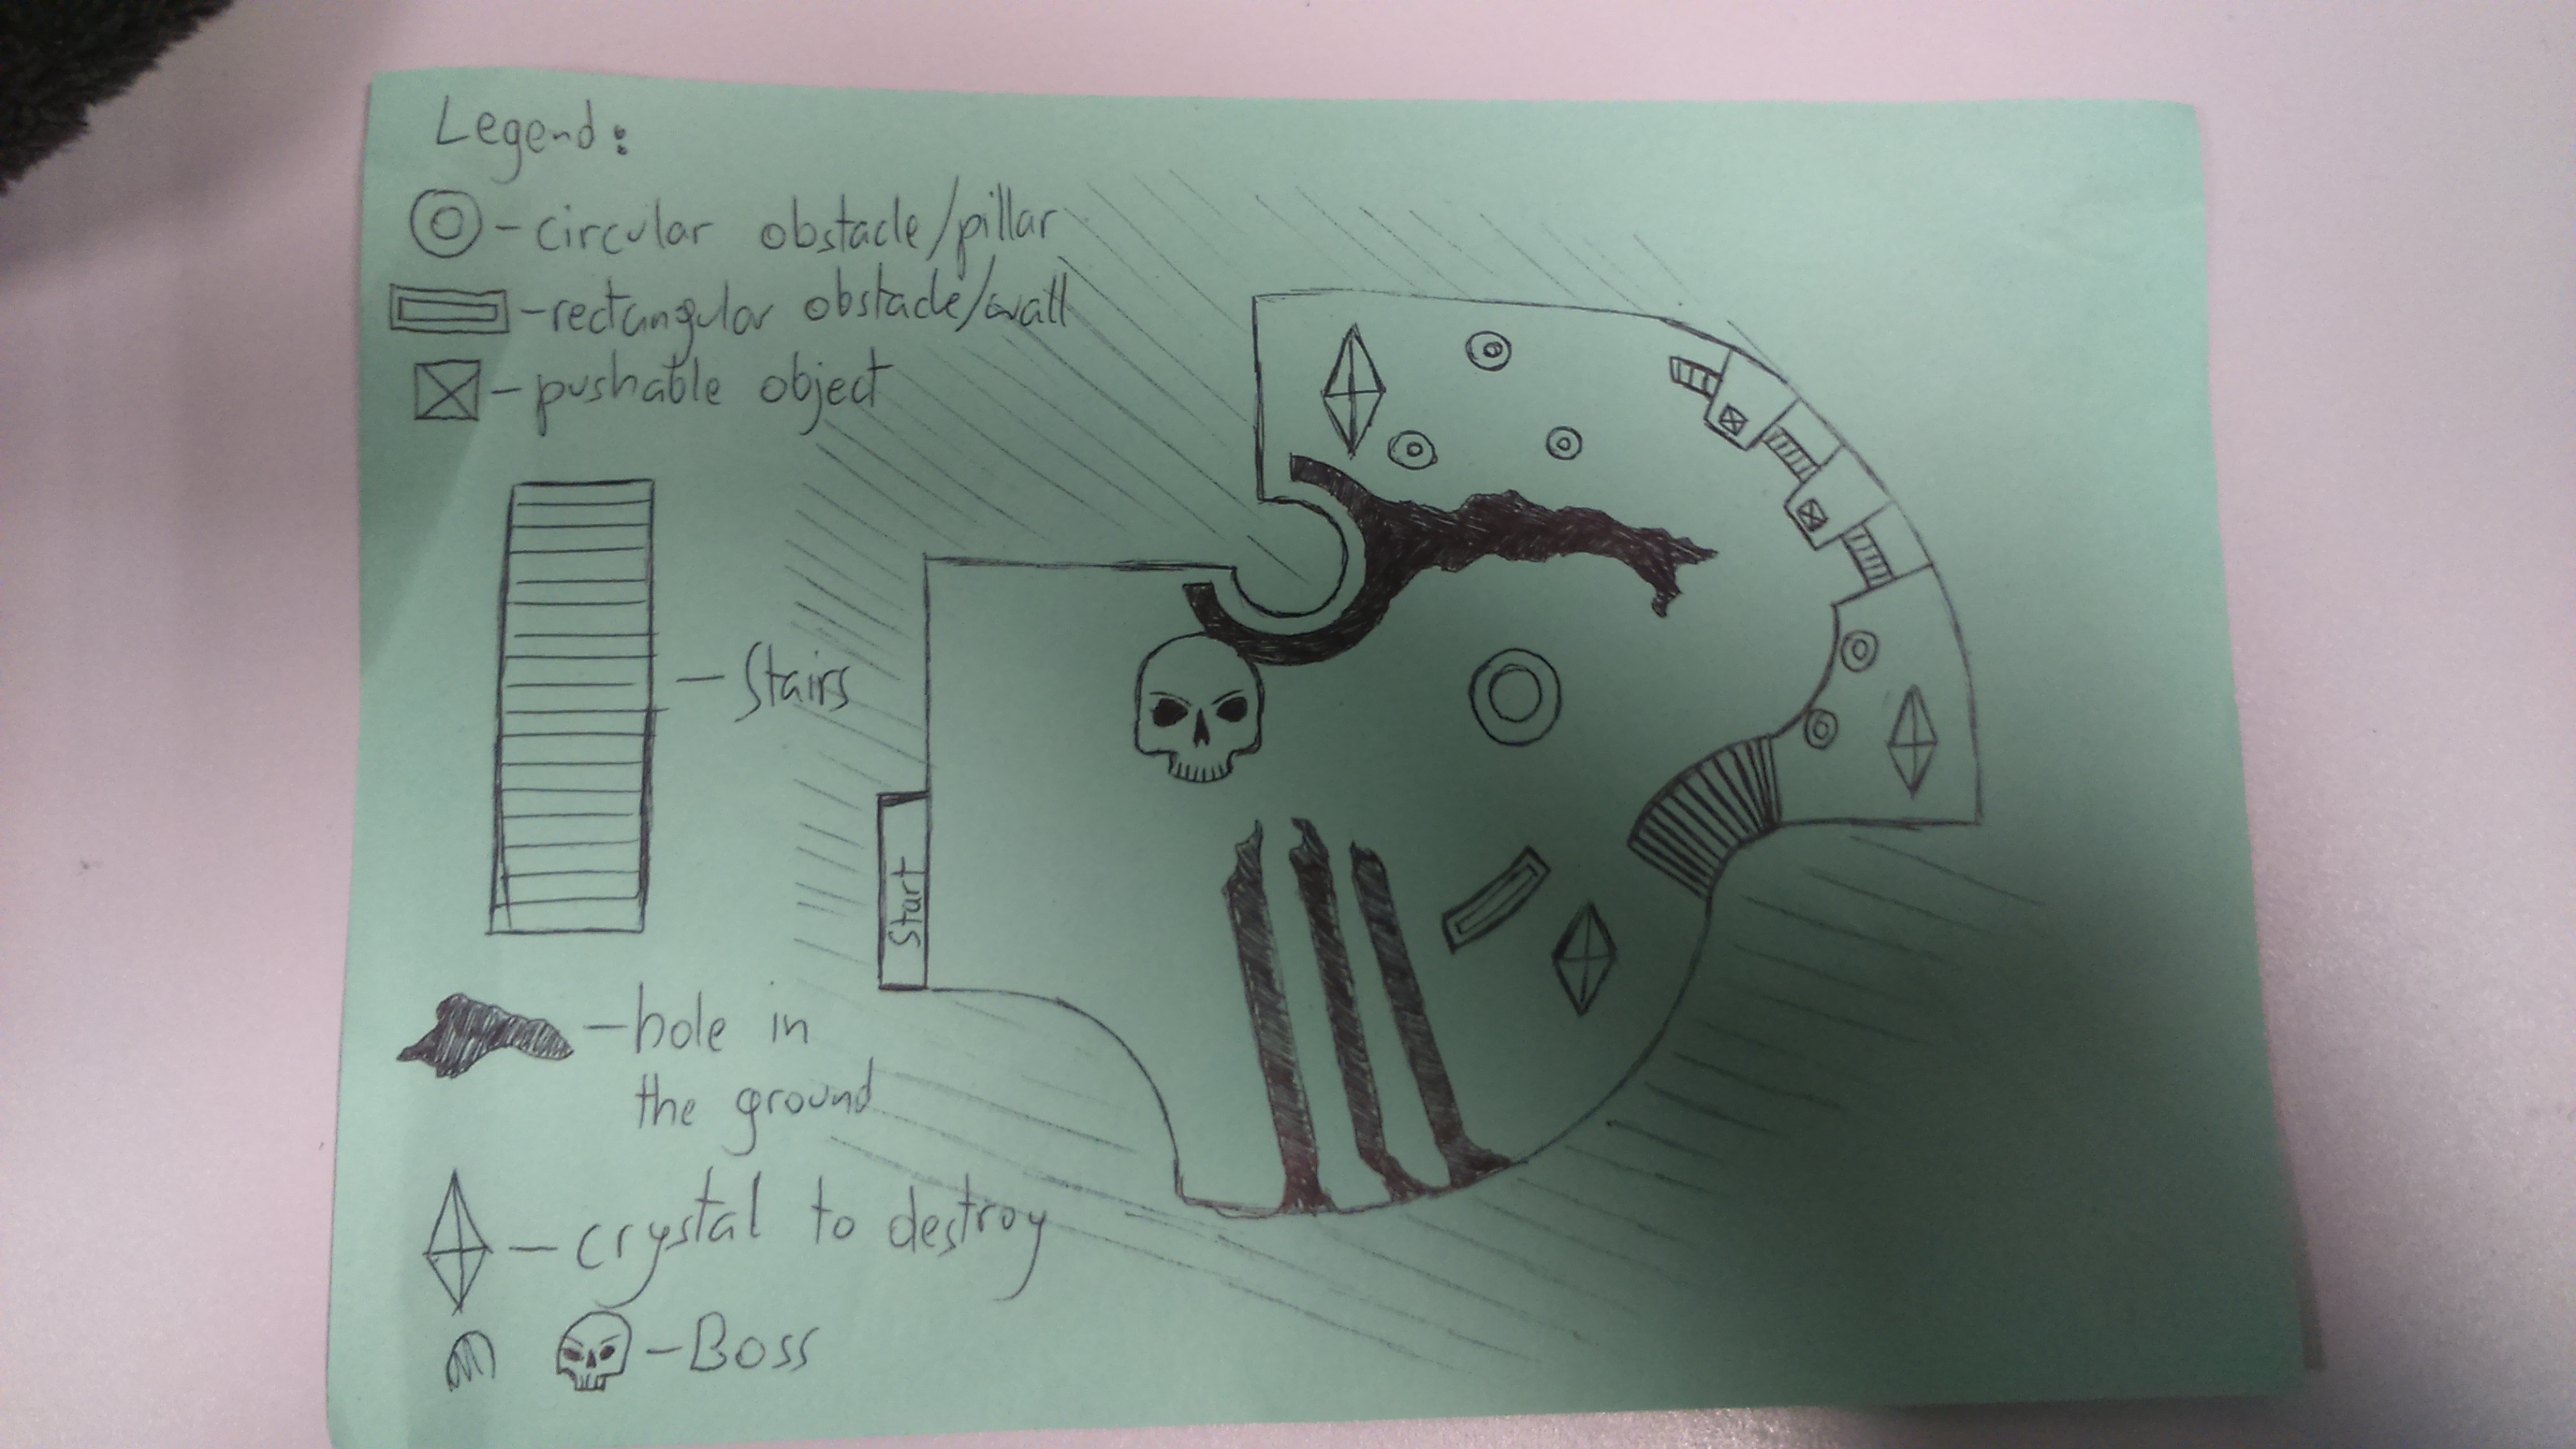 Legend:
- circular obstacle/pillar
- rectangular obstacle/wall
- pushable object
- Stairs
Start
- hole in
the ground
- crystal to destroy
- Boss